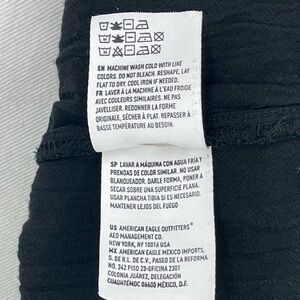 EN MACHINE WASH COLD WITH LIKE
COLORS. DO NOT BLEACH. RESHAPE, LAY
FLAT TO DRY. COOL IRON IF NEEDED.
FR LAVER À LA MACHINE À L'EAU FROIDE
AVEC COULEURS SIMILAIRES. NE PAS
JAVELLISER. REDONNER LA FORME
ORIGINALE, SÉCHER À PLAT. REPASSER À
BASSE TEMPÉRATURE AU BESOIN.
SP LAVAR A MÁQUINA CON AGUA FRÍA Y
PRENDAS DE COLOR SIMILAR. NO USAR
BLANQUEADOR. DARLE FORMA, PONER A
SECAR SOBRE UNA SUPERFICIE PLANA.
USAR PLANCHA TIBIA SI ES NECESARIO.
MANTENER LEJOS DEL FUEGO
US AMERICAN EAGLE OUTFITTERS®
AEO MANAGEMENT CO.
NEW YORK, NY 10016 USA
MX AMERICAN EAGLE MÉXICO IMPORTS,
S. DE R.L. DE C.V., PASEO DE LA REFORMA
NO. 342 PISO 23-OFICINA 2301
COLONIA JUÁREZ, DELEGACIÓN
CUAUHTÉMOC 06600 MÉXICO, D.F.